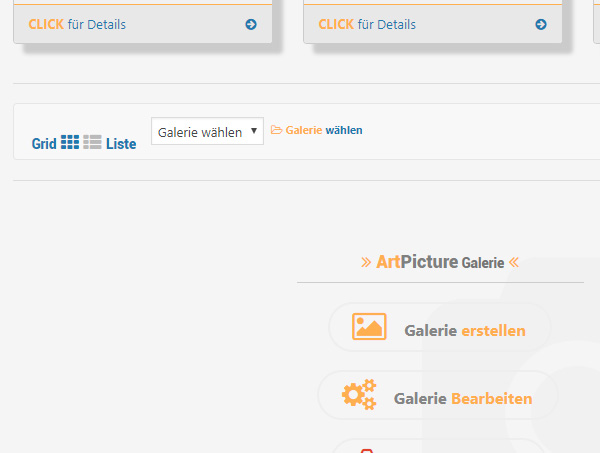 CLICK für Details
CLICK für Details
Grid Liste Galerie wählen Galerie wählen
» ArtPicture Galerie «
Galerie erstellen
Galerie Bearbeiten